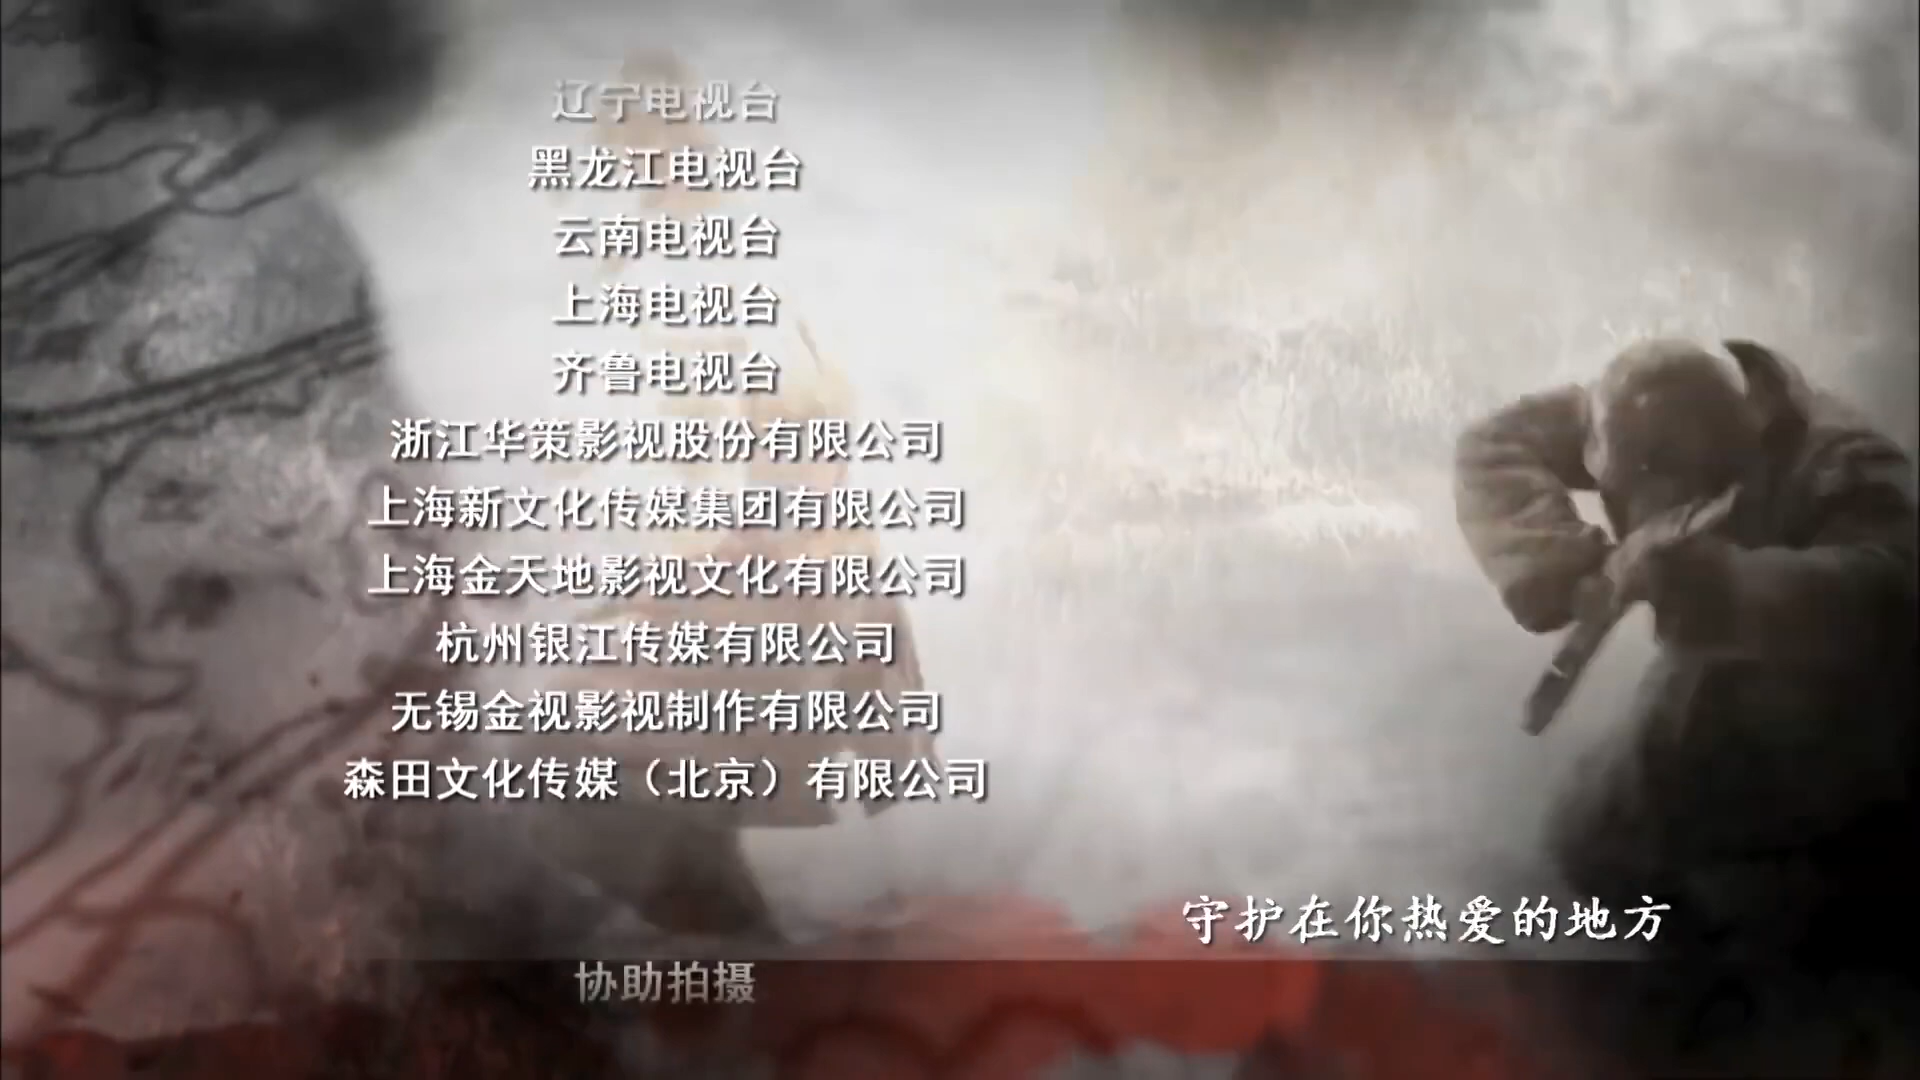 辽宁电视台
黑龙江电视台
云南电视台
上海电视台
齐鲁电视台
浙江华策影视股份有限公司
上海新文化传媒集团有限公司
上海金天地影视文化有限公司
杭州银江传媒有限公司
无锡金视影视制作有限公司
森田文化传媒（北京）有限公司
守护在你热爱的地方
协助拍摄